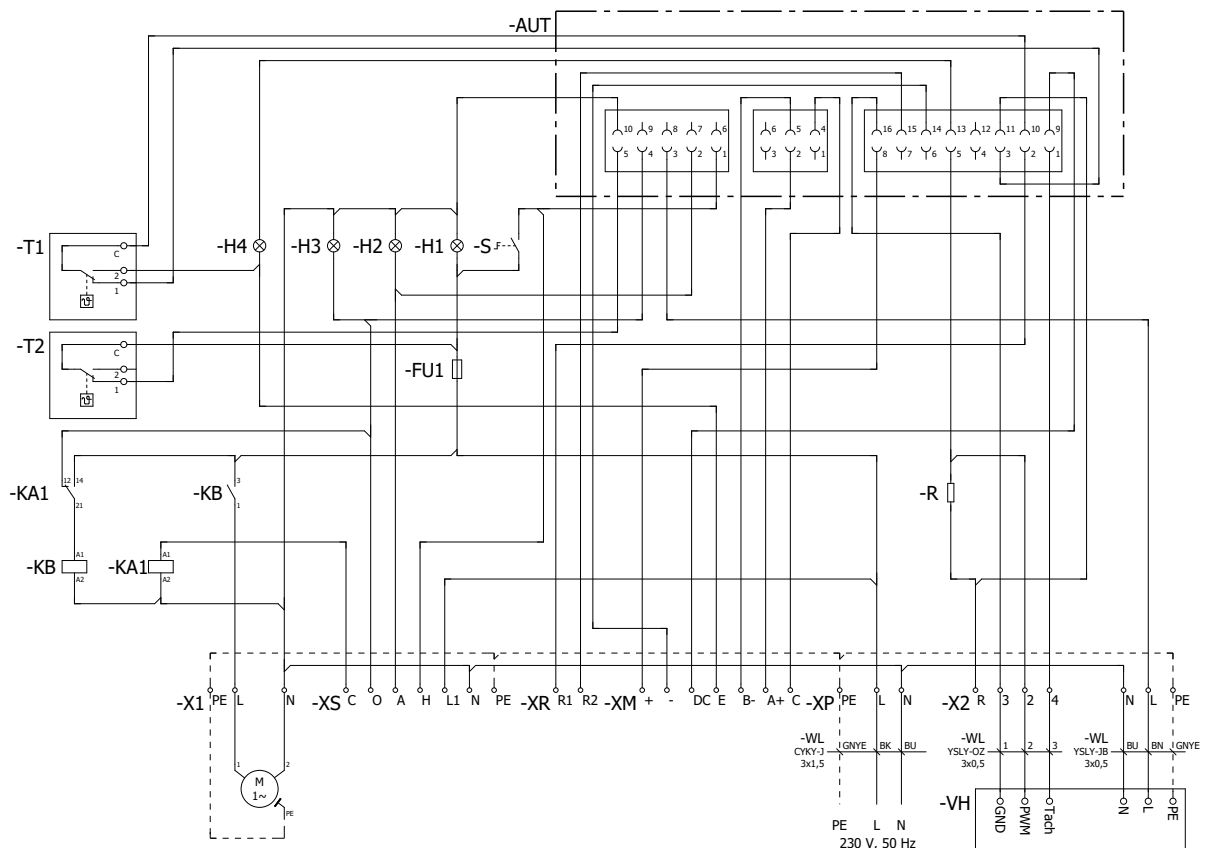 -AUT
10 9 8 7 6
5 4 3 2 1
6 5 4
3 2 1
16 15 14 13 12 11 10 9
8 7 6 5 4 3 2 1
-T1
C
2
1
-H4
-H3
-H2
-H1
-S
-T2
C
2
1
-FU1
-KA1
12 14
21
-KB
3
1
-R
-KB
A1
A2
-KA1
A1
A2
-X1 PE L N -XS C O A H L1 N PE -XR R1 R2 -XM + - DC E B- A+ C -XP PE L N -X2 R 3 2 4 N L PE
-WL
CYKY-J
3x1,5
GNYE BK BU
-WL
YSLY-OZ
3x0,5
1 2 3
-WL
YSLY-JB
3x0,5
BU BN GNYE
1 2
M
1~
PE
-VH
GND PWM Tach N L PE
PE L N
230 V, 50 Hz